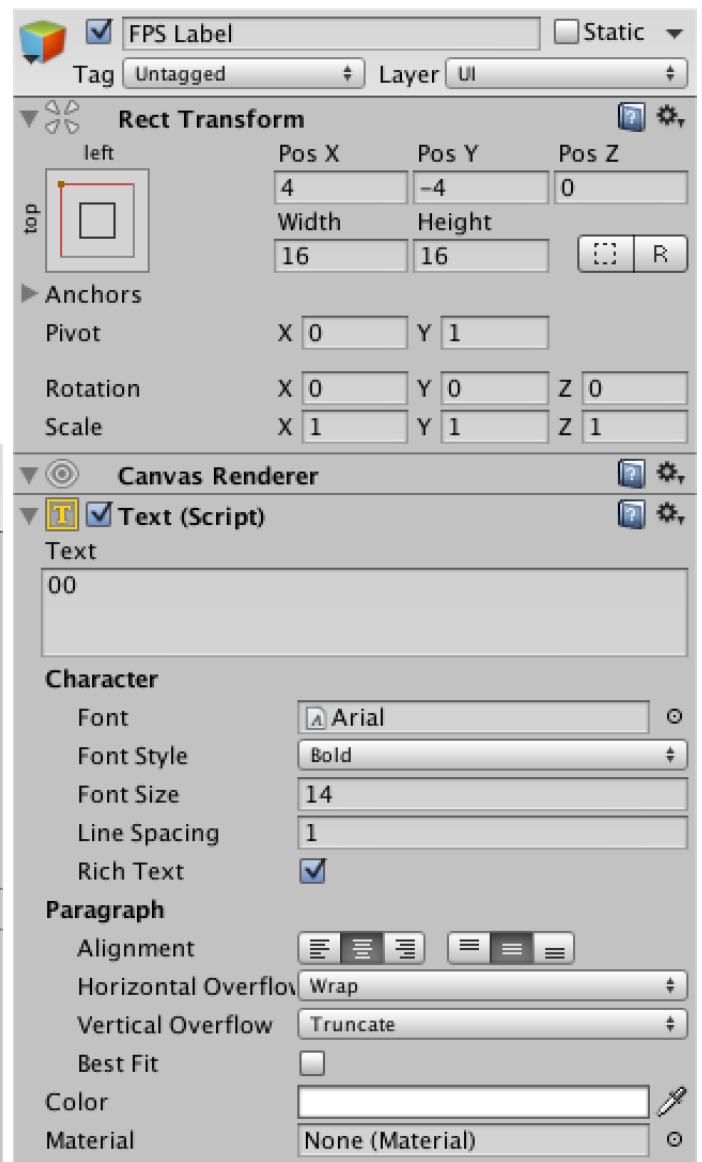 FPS Label Static
Tag Untagged Layer UI
Rect Transform
left Pos X Pos Y Pos Z
top 4 -4 0
Width Height
16 16 R
Anchors
Pivot X 0 Y 1
Rotation X 0 Y 0 Z 0
Scale X 1 Y 1 Z 1
Canvas Renderer
T Text (Script)
Text
00
Character
Font Arial
Font Style Bold
Font Size 14
Line Spacing 1
Rich Text
Paragraph
Alignment
Horizontal Overflow Wrap
Vertical Overflow Truncate
Best Fit
Color
Material None (Material)